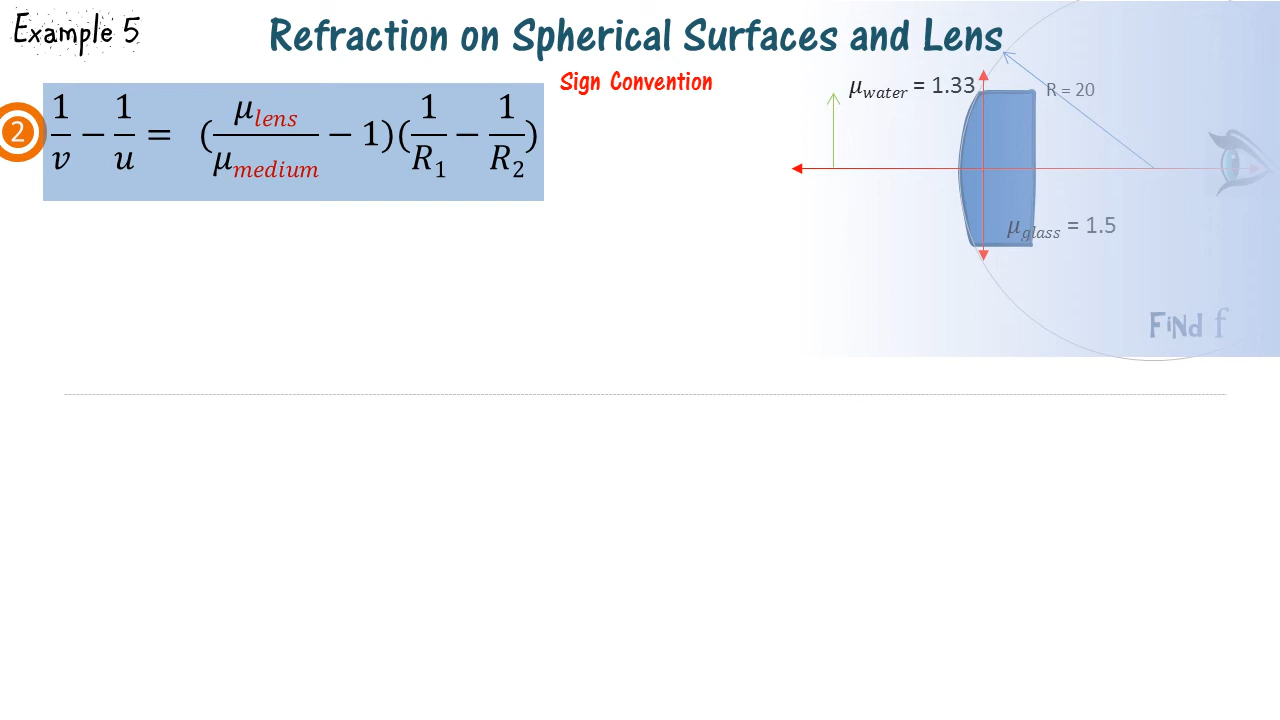 Example 5
Refraction on Spherical Surfaces and Lens
Sign Convention
2
1/v − 1/u = (μ_lens/μ_medium − 1)(1/R₁ − 1/R₂)
μ_water = 1.33
R = 20
μ_glass = 1.5
FiNd f